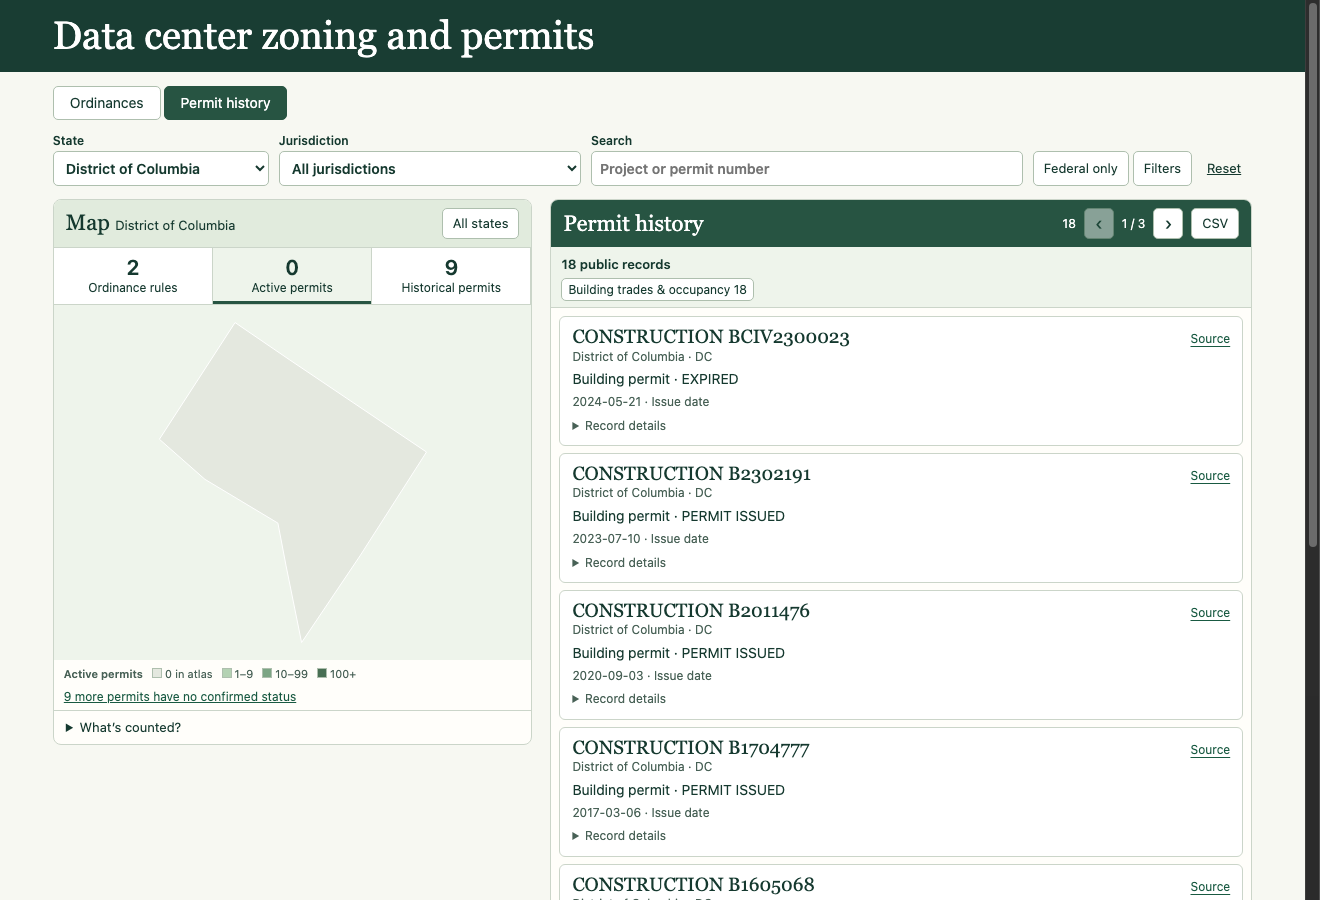 Data center zoning and permits
Ordinances
Permit history
State
Jurisdiction
Search
District of Columbia
All jurisdictions
Project or permit number
Federal only
Filters
Reset
Map District of Columbia
All states
2
Ordinance rules
0
Active permits
9
Historical permits
Active permits 0 in atlas 1–9 10–99 100+
9 more permits have no confirmed status
▶ What's counted?
Permit history
18 ‹ 1 / 3 › CSV
18 public records
Building trades & occupancy 18
CONSTRUCTION BCIV2300023
Source
District of Columbia · DC
Building permit · EXPIRED
2024-05-21 · Issue date
▶ Record details
CONSTRUCTION B2302191
Source
District of Columbia · DC
Building permit · PERMIT ISSUED
2023-07-10 · Issue date
▶ Record details
CONSTRUCTION B2011476
Source
District of Columbia · DC
Building permit · PERMIT ISSUED
2020-09-03 · Issue date
▶ Record details
CONSTRUCTION B1704777
Source
District of Columbia · DC
Building permit · PERMIT ISSUED
2017-03-06 · Issue date
▶ Record details
CONSTRUCTION B1605068
Source